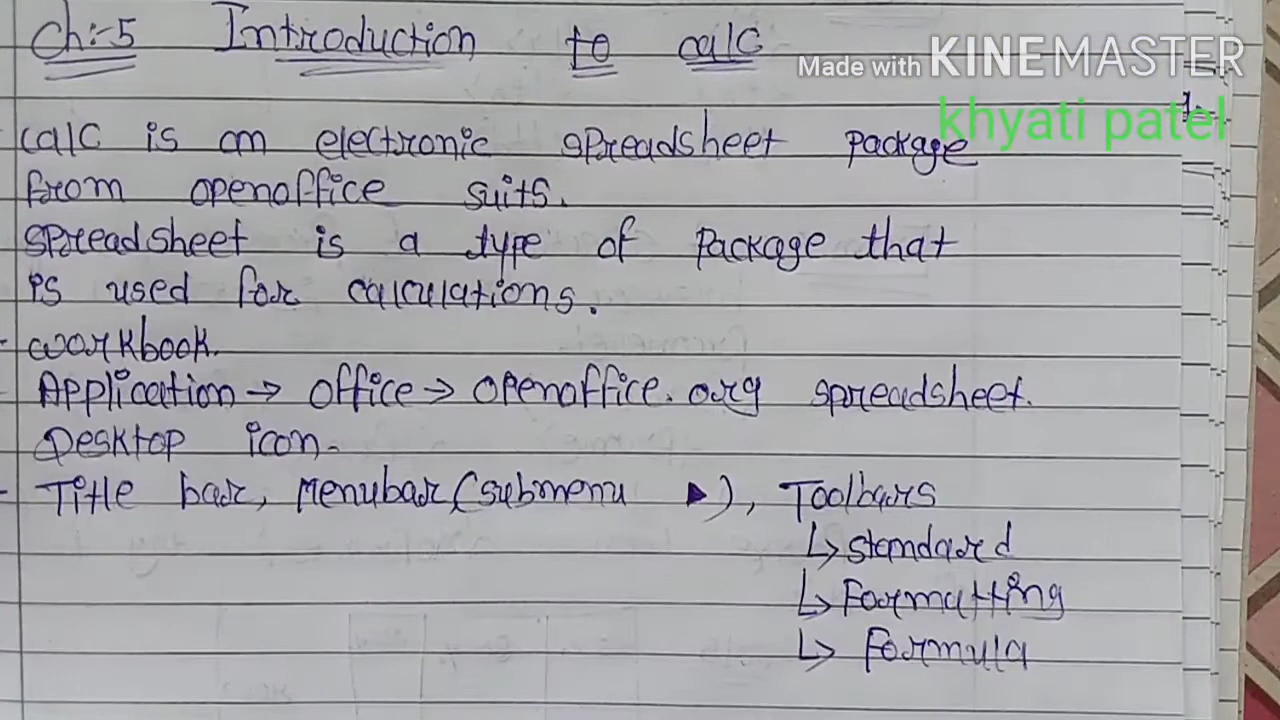 Ch:-5 Introduction to calc
Made with KINEMASTER
khyati patel
calc is an electronic spreadsheet package
from openoffice suits.
spreadsheet is a type of package that
is used for calculations.
- workbook.
Application → office → openoffice.org spreadsheet.
Desktop icon.
- Title bar, Menubar (submenu ▶), Toolbars
↳ standard
↳ Formatting
↳ Formula